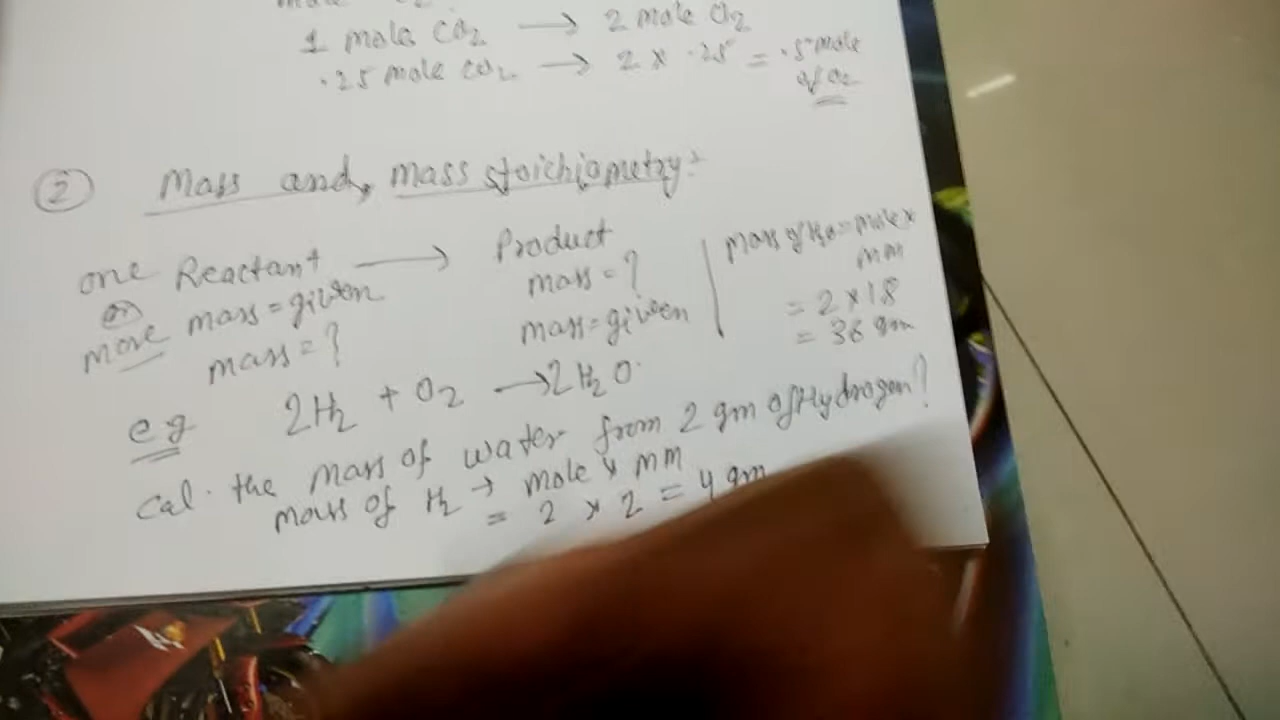 1 mole CO2 → 2 mole O2
.25 mole CO2 → 2 × .25 = .5 mole
of O2
② Mass and, mass stoichiometry:
one Reactant → Product
or
more mass = given
mass = ?
mass = ?
mass = given
mass of H2O = mole ×
mm
= 2 × 18
= 36 gm
eg 2H2 + O2 → 2H2O
Cal. the mass of water from 2 gm of Hydrogen?
mass of H2 → mole × mm
= 2 × 2 = 4 gm